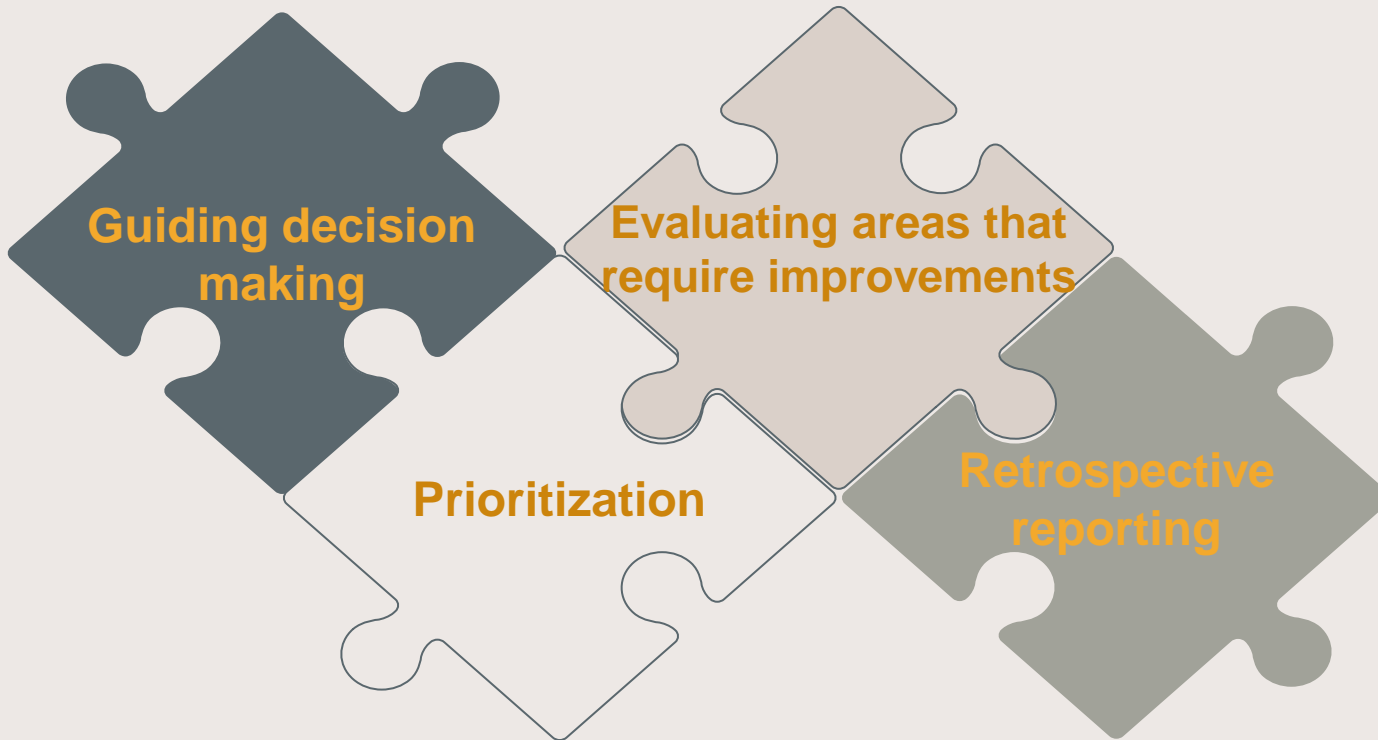 Guiding decision
making
Evaluating areas that
require improvements
Prioritization
Retrospective
reporting